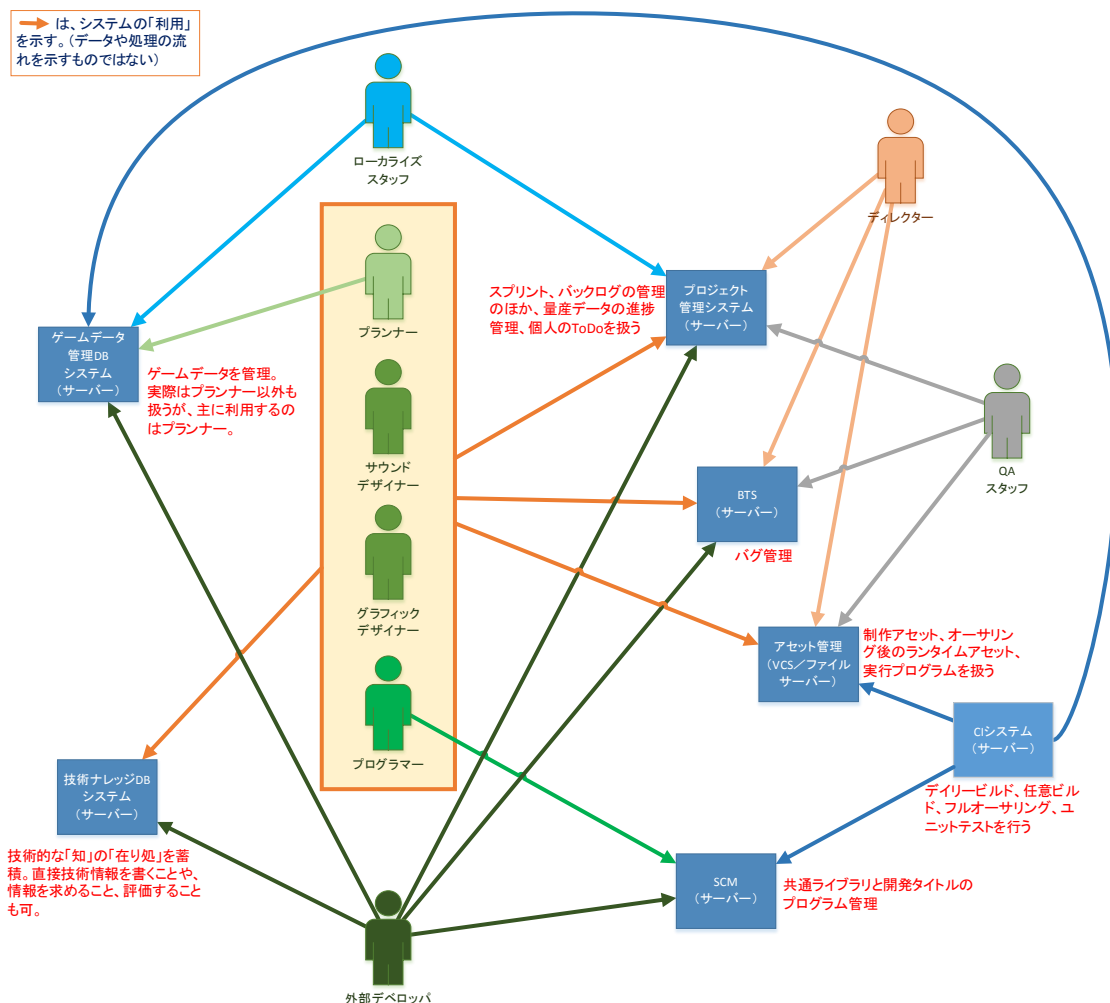 は、システムの「利用」
を示す。（データや処理の流
れを示すものではない）
ローカライズ
スタッフ
ディレクター
プランナー
スプリント、バックログの管理
のほか、量産データの進捗
管理、個人のToDoを扱う
プロジェクト
管理システム
（サーバー）
ゲームデータ
管理DB
システム
（サーバー）
ゲームデータを管理。
実際はプランナー以外も
扱うが、主に利用するの
はプランナー。
サウンド
デザイナー
QA
スタッフ
BTS
（サーバー）
バグ管理
グラフィック
デザイナー
アセット管理
（VCS／ファイル
サーバー）
制作アセット、オーサリン
グ後のランタイムアセット、
実行プログラムを扱う
プログラマー
CIシステム
（サーバー）
デイリービルド、任意ビル
ド、フルオーサリング、ユ
ニットテストを行う
技術ナレッジDB
システム
（サーバー）
技術的な「知」の「在り処」を蓄
積。直接技術情報を書くことや、
情報を求めること、評価すること
も可。
SCM
（サーバー）
共通ライブラリと開発タイトルの
プログラム管理
外部デベロッパ